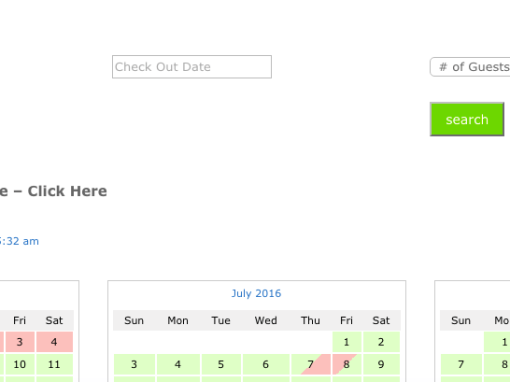 Check Out Date
# of Guests
search
e – Click Here
:32 am
July 2016
Fri Sat
Sun Mon Tue Wed Thu Fri Sat
Sun Mo
3 4
1 2
1
10 11
3 4 5 6 7 8 9
7 8